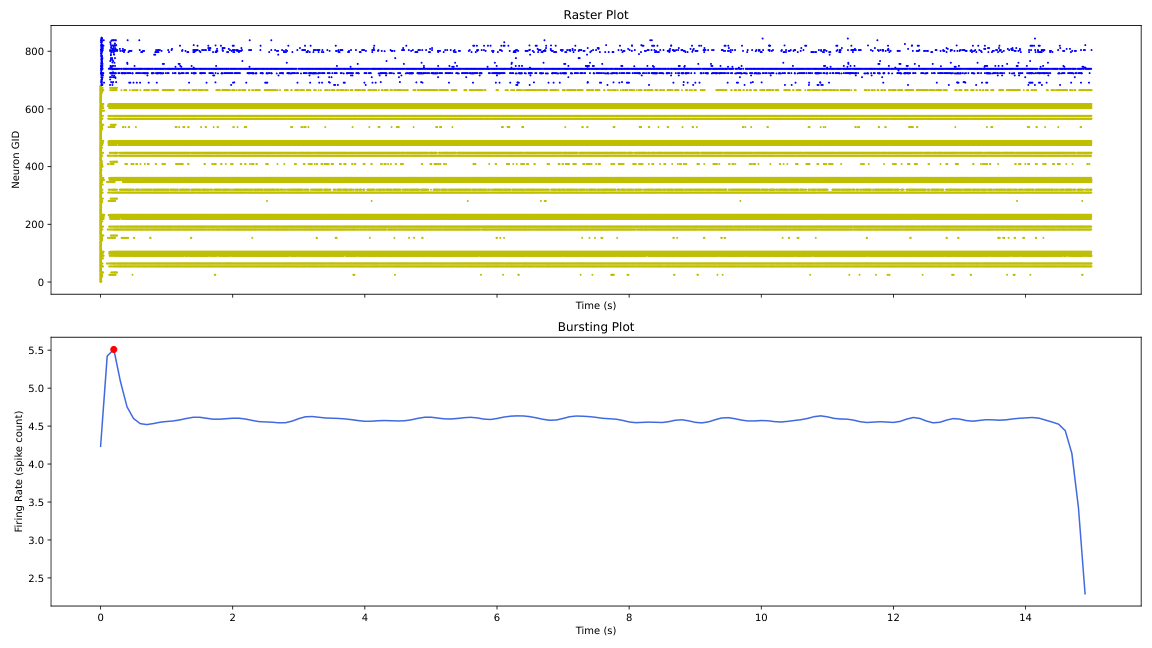 Raster Plot
Neuron GID
800
600
400
200
0
Time (s)
Bursting Plot
Firing Rate (spike count)
5.5
5.0
4.5
4.0
3.5
3.0
2.5
0 2 4 6 8 10 12 14
Time (s)